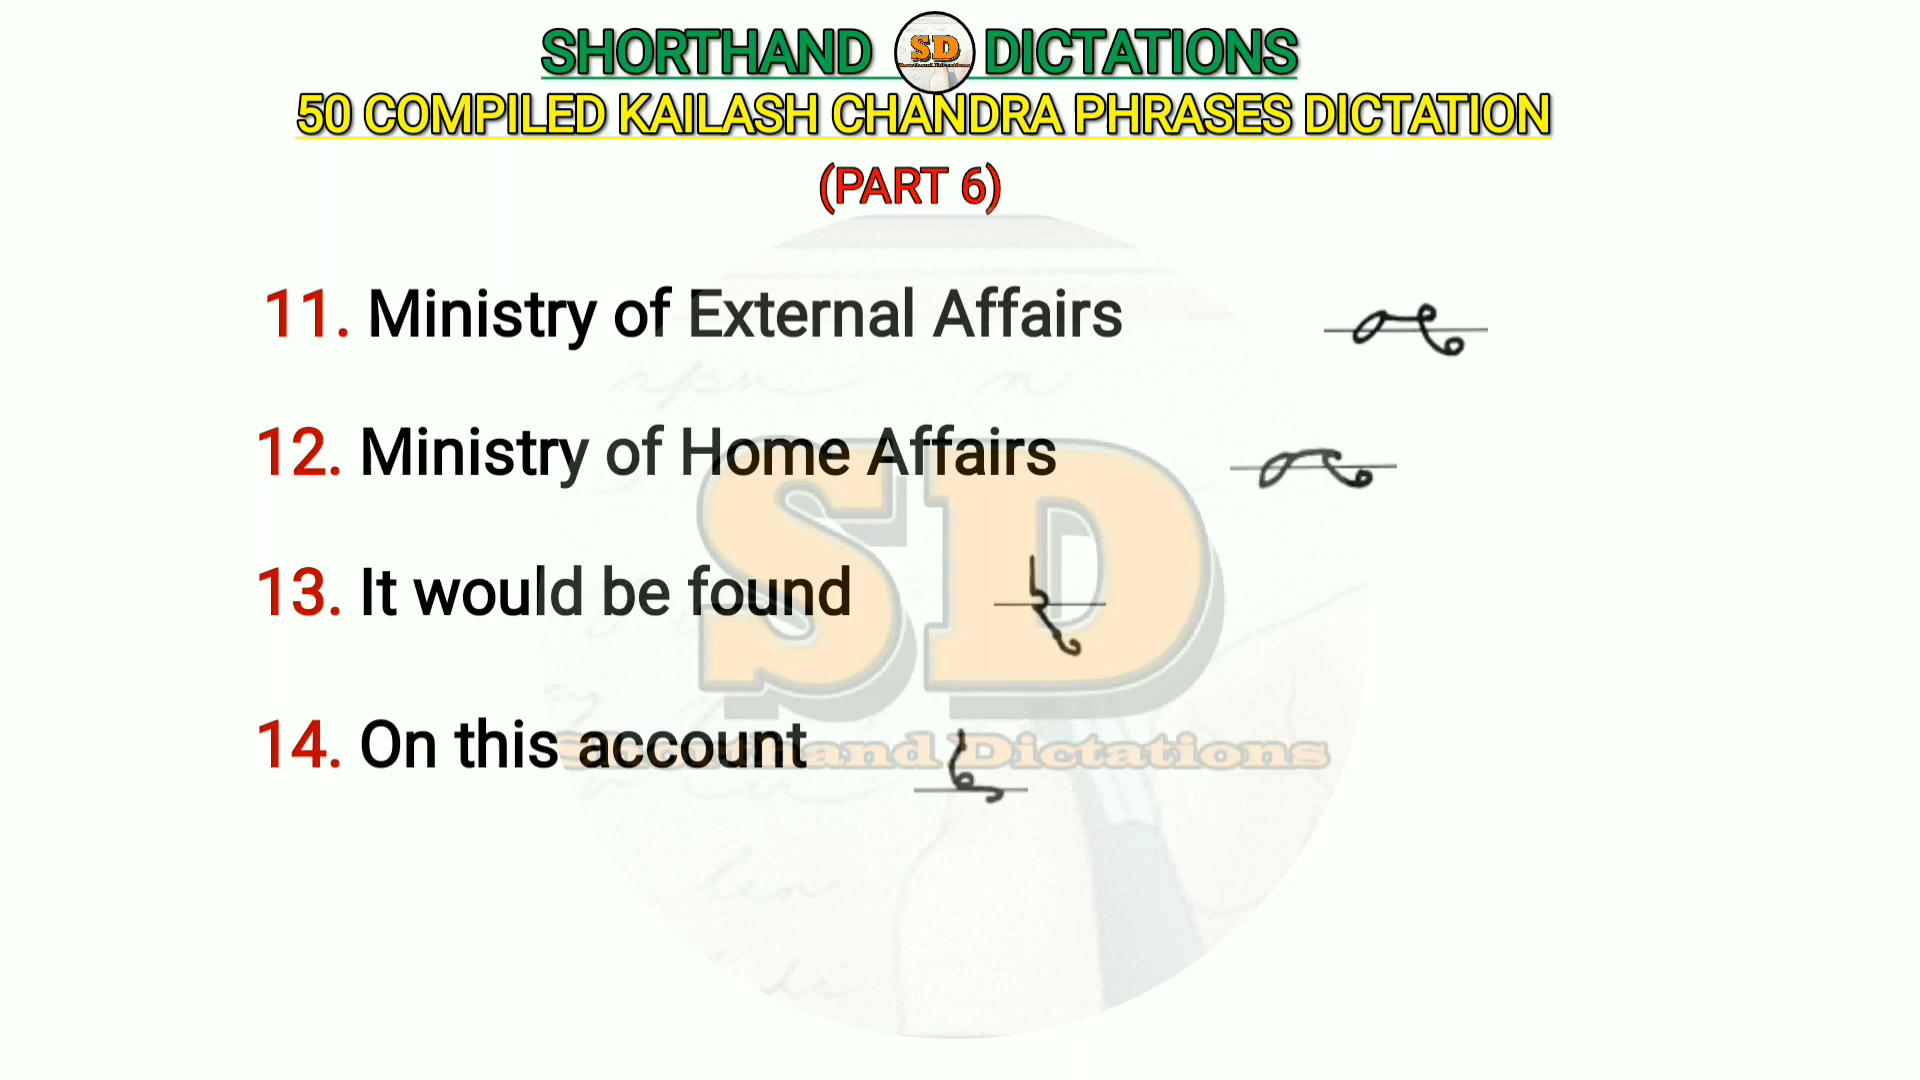 SHORTHAND SD DICTATIONS
50 COMPILED KAILASH CHANDRA PHRASES DICTATION
(PART 6)
11. Ministry of External Affairs
12. Ministry of Home Affairs
13. It would be found
14. On this account
SD
Shorthand Dictations